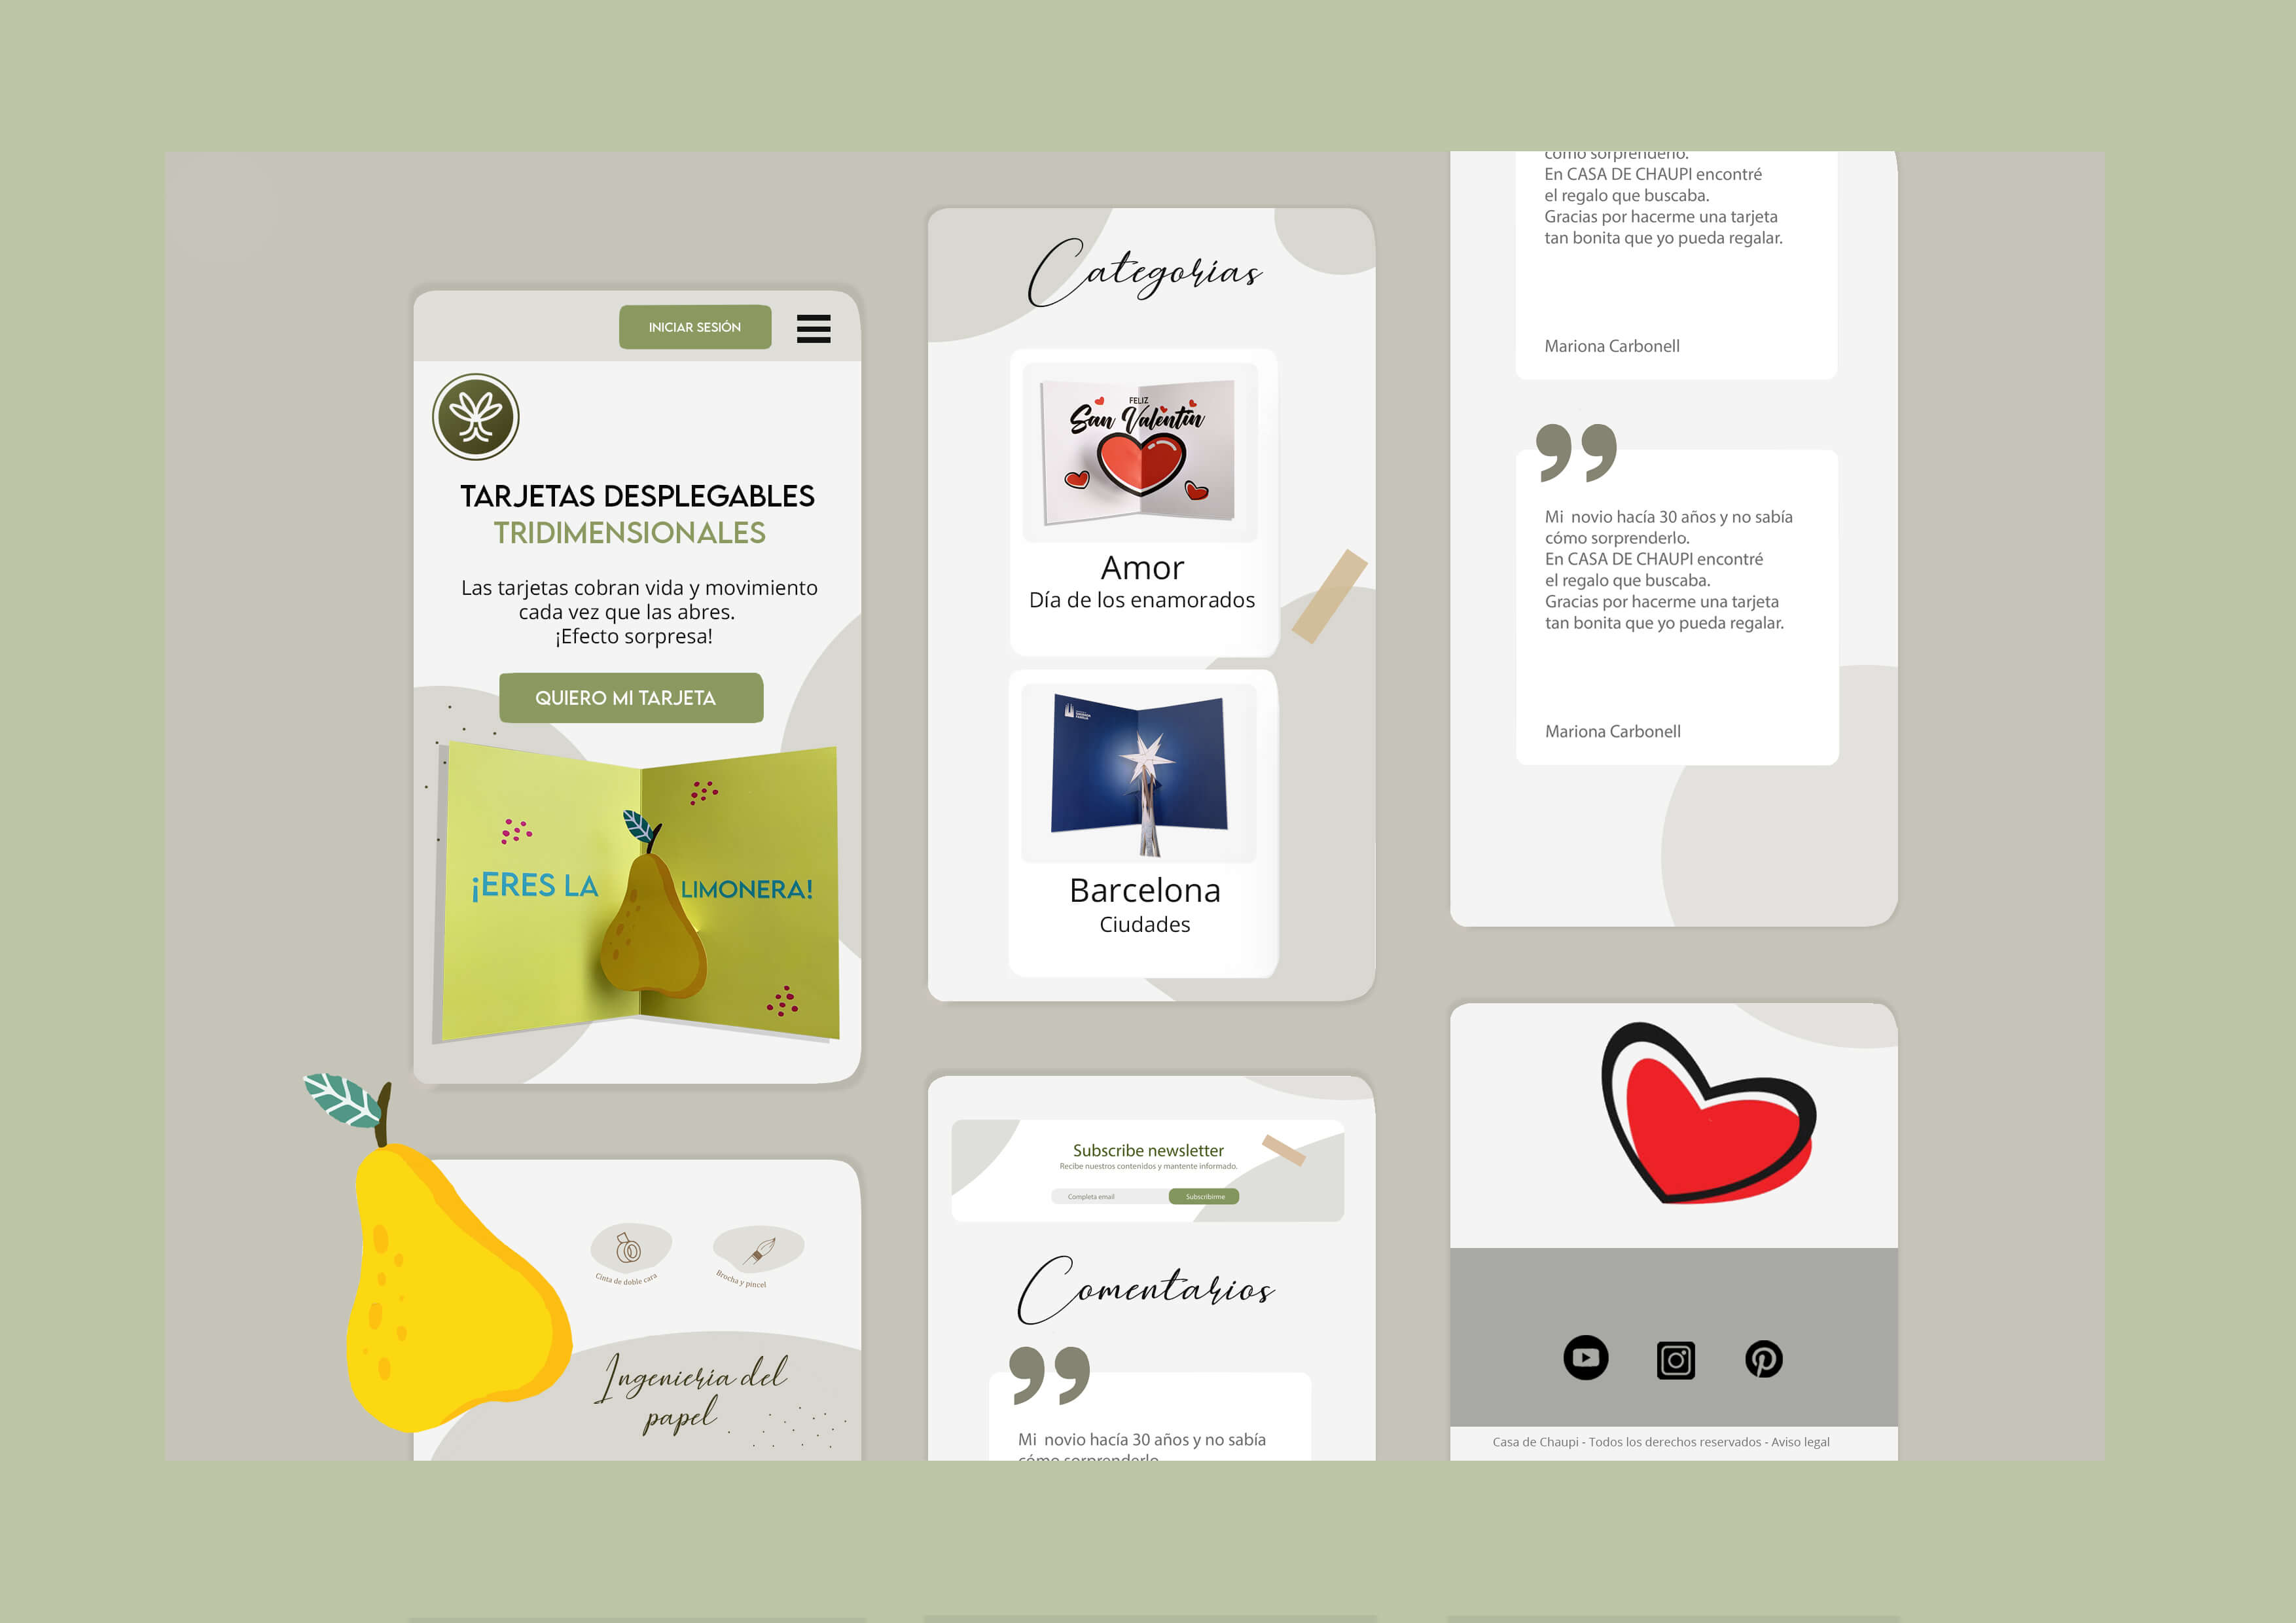 INICIAR SESIÓN
TARJETAS DESPLEGABLES
TRIDIMENSIONALES
Las tarjetas cobran vida y movimiento
cada vez que las abres.
¡Efecto sorpresa!
QUIERO MI TARJETA
¡ERES LA LIMONERA!
Cinta de doble cara
Brocha y pincel
Ingeniería del
papel
Categorías
FELIZ
San Valentín
Amor
Día de los enamorados
Barcelona
Ciudades
Subscribe newsletter
Recibe nuestros contenidos y mantente informado.
Completa email
Subscribirme
Comentarios
Mi novio hacía 30 años y no sabía
cómo sorprenderlo.
cómo sorprenderlo.
En CASA DE CHAUPI encontré
el regalo que buscaba.
Gracias por hacerme una tarjeta
tan bonita que yo pueda regalar.
Mariona Carbonell
Mi novio hacía 30 años y no sabía
cómo sorprenderlo.
En CASA DE CHAUPI encontré
el regalo que buscaba.
Gracias por hacerme una tarjeta
tan bonita que yo pueda regalar.
Mariona Carbonell
Casa de Chaupi - Todos los derechos reservados - Aviso legal